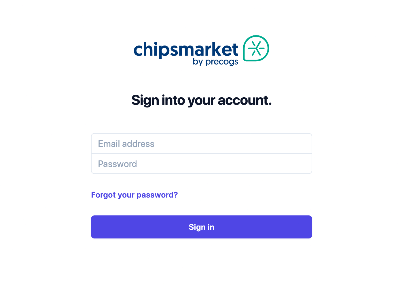 chipsmarket
by precogs
Sign into your account.
Email address
Password
Forgot your password?
Sign in